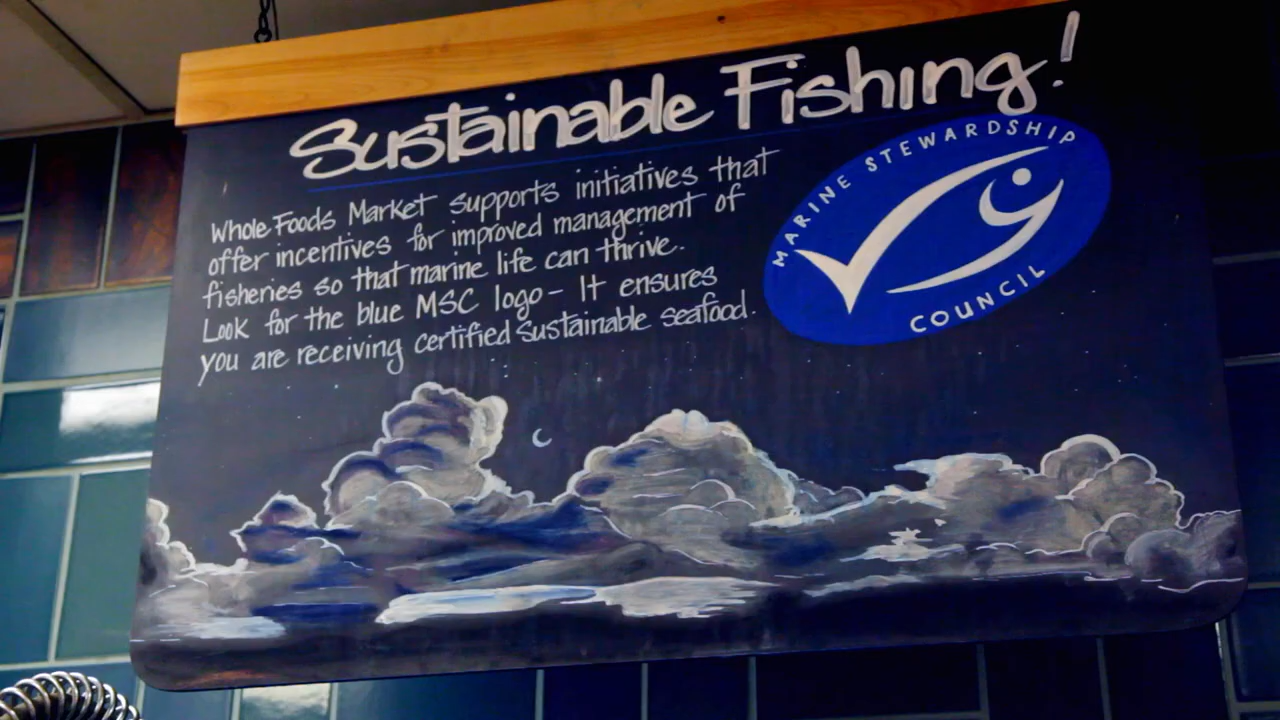 Sustainable Fishing!
Whole Foods Market supports initiatives that
offer incentives for improved management of
fisheries so that marine life can thrive.
Look for the blue MSC logo - It ensures
you are receiving certified Sustainable seafood.
MARINE STEWARDSHIP
COUNCIL